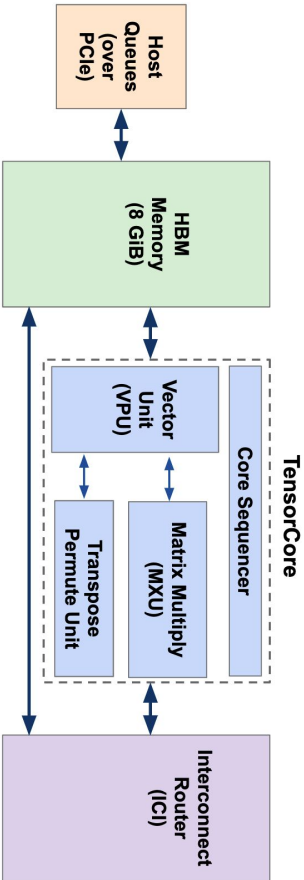 Host
Queues
(over
PCIe)
HBM
Memory
(8 GiB)
TensorCore
Core Sequencer
Vector
Unit
(VPU)
Matrix Multiply
(MXU)
Transpose
Permute Unit
Interconnect
Router
(ICI)